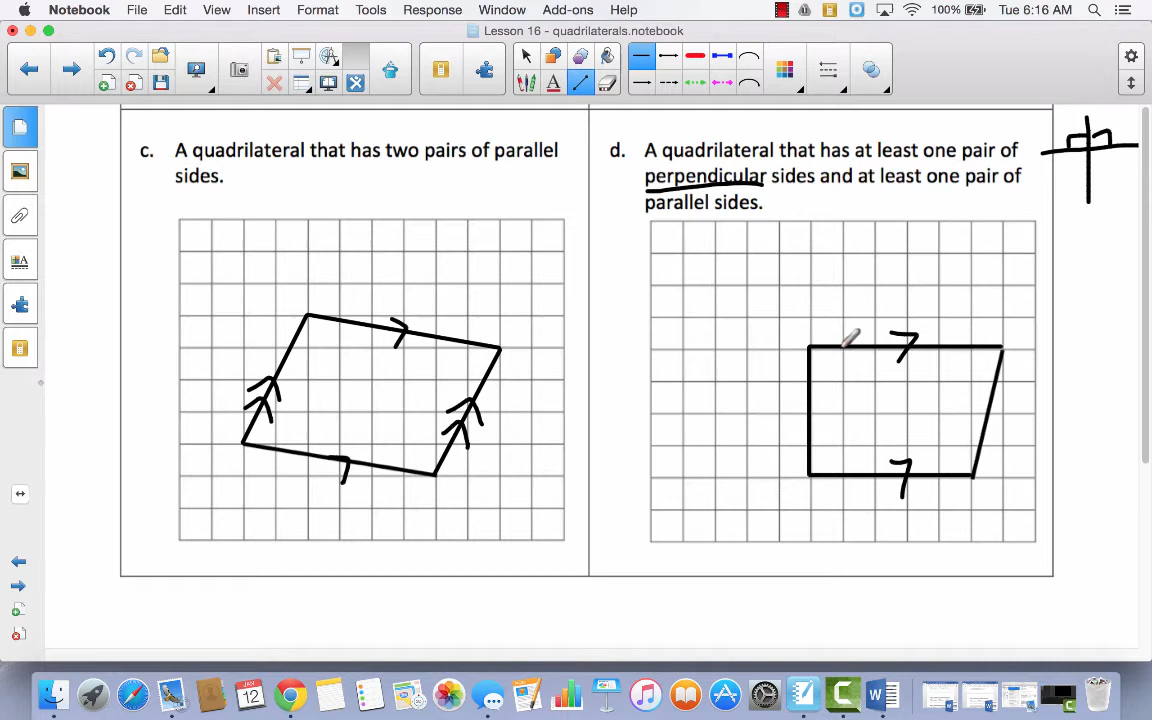 Notebook File Edit View Insert Format Tools Response Window Add-ons Help 100% Tue 6:16 AM
Lesson 16 - quadrilaterals.notebook
c. A quadrilateral that has two pairs of parallel
sides.
d. A quadrilateral that has at least one pair of
perpendicular sides and at least one pair of
parallel sides.